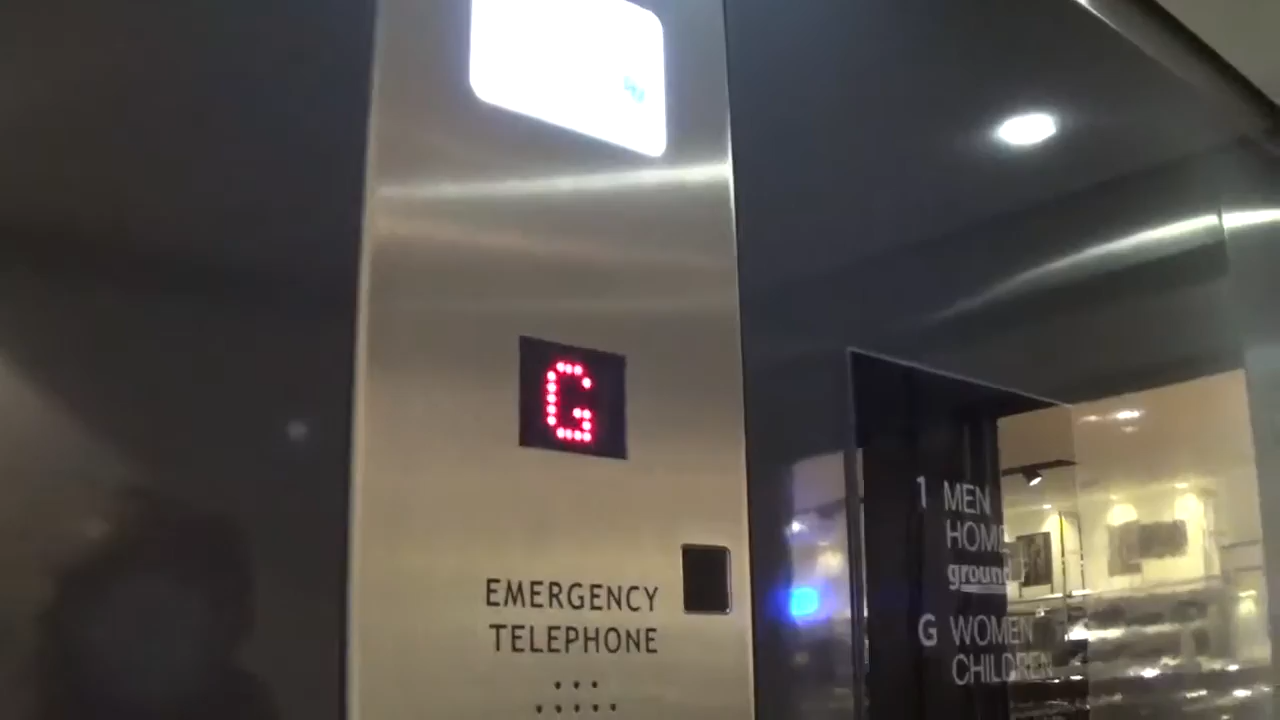 G
EMERGENCY
TELEPHONE
1 MEN
HOME
ground
G WOMEN
CHILDREN